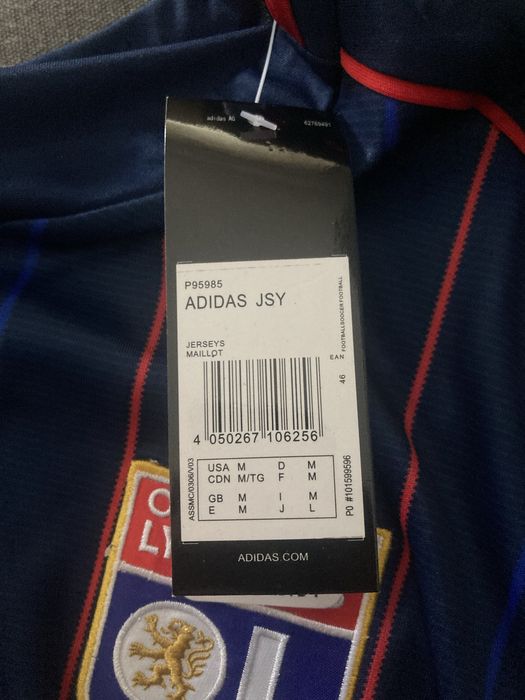 adidas AG
62769491
P95985
ADIDAS JSY
JERSEYS
MAILLOT
EAN
FOOTBALL/SOCCER FOOTBALL
46
4 050267 106256
USA M D M
CDN M/TG F M
GB M I M
E M J L
ASSMC/0306/V03
PO #101599596
ADIDAS.COM
O
LY